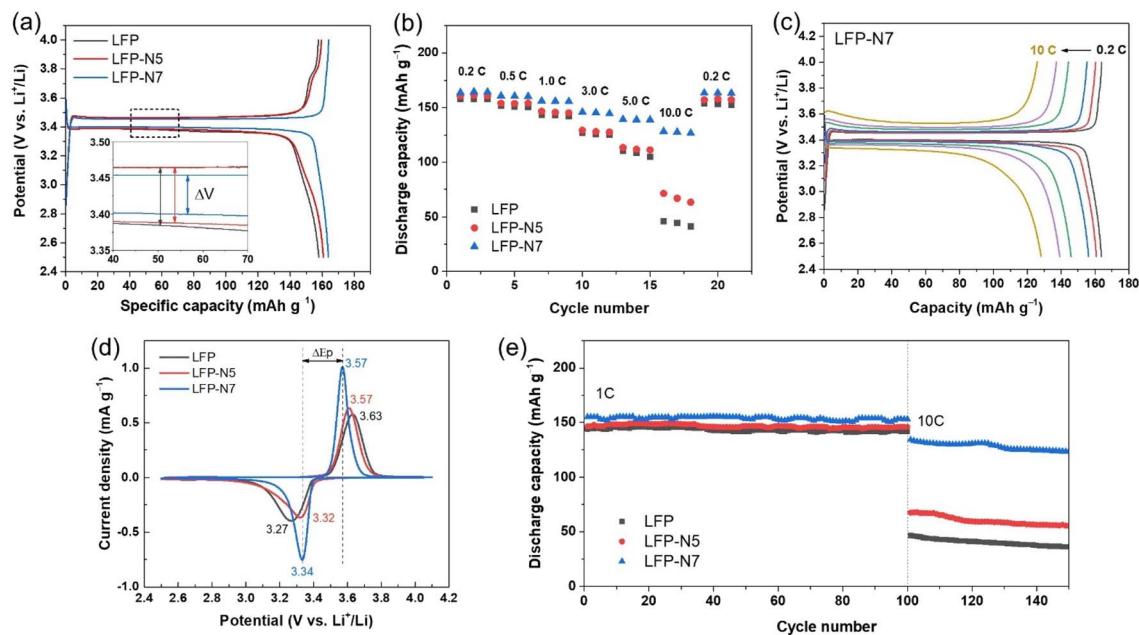 (a)
LFP
LFP-N5
LFP-N7
4.0
3.8
3.6
3.4
3.2
3.0
2.8
2.6
2.4
Potential (V vs. Li⁺/Li)
3.50
3.45
3.40
3.35
ΔV
40 50 60 70
0 20 40 60 80 100 120 140 160 180
Specific capacity (mAh g⁻¹)
(b)
200
150
100
50
0
Discharge capacity (mAh g⁻¹)
0.2 C 0.5 C 1.0 C 3.0 C 5.0 C 10.0 C 0.2 C
LFP
LFP-N5
LFP-N7
0 5 10 15 20
Cycle number
(c)
LFP-N7
10 C 0.2 C
4.2
4.0
3.8
3.6
3.4
3.2
3.0
2.8
2.6
2.4
Potential (V vs. Li⁺/Li)
0 20 40 60 80 100 120 140 160 180
Capacity (mAh g⁻¹)
(d)
LFP
LFP-N5
LFP-N7
ΔEp
3.57
3.57
3.63
3.32
3.27
3.34
1.0
0.5
0.0
-0.5
-1.0
Current density (mA g⁻¹)
2.4 2.6 2.8 3.0 3.2 3.4 3.6 3.8 4.0 4.2
Potential (V vs. Li⁺/Li)
(e)
200
150
100
50
0
Discharge capacity (mAh g⁻¹)
1C
10C
LFP
LFP-N5
LFP-N7
0 20 40 60 80 100 120 140
Cycle number